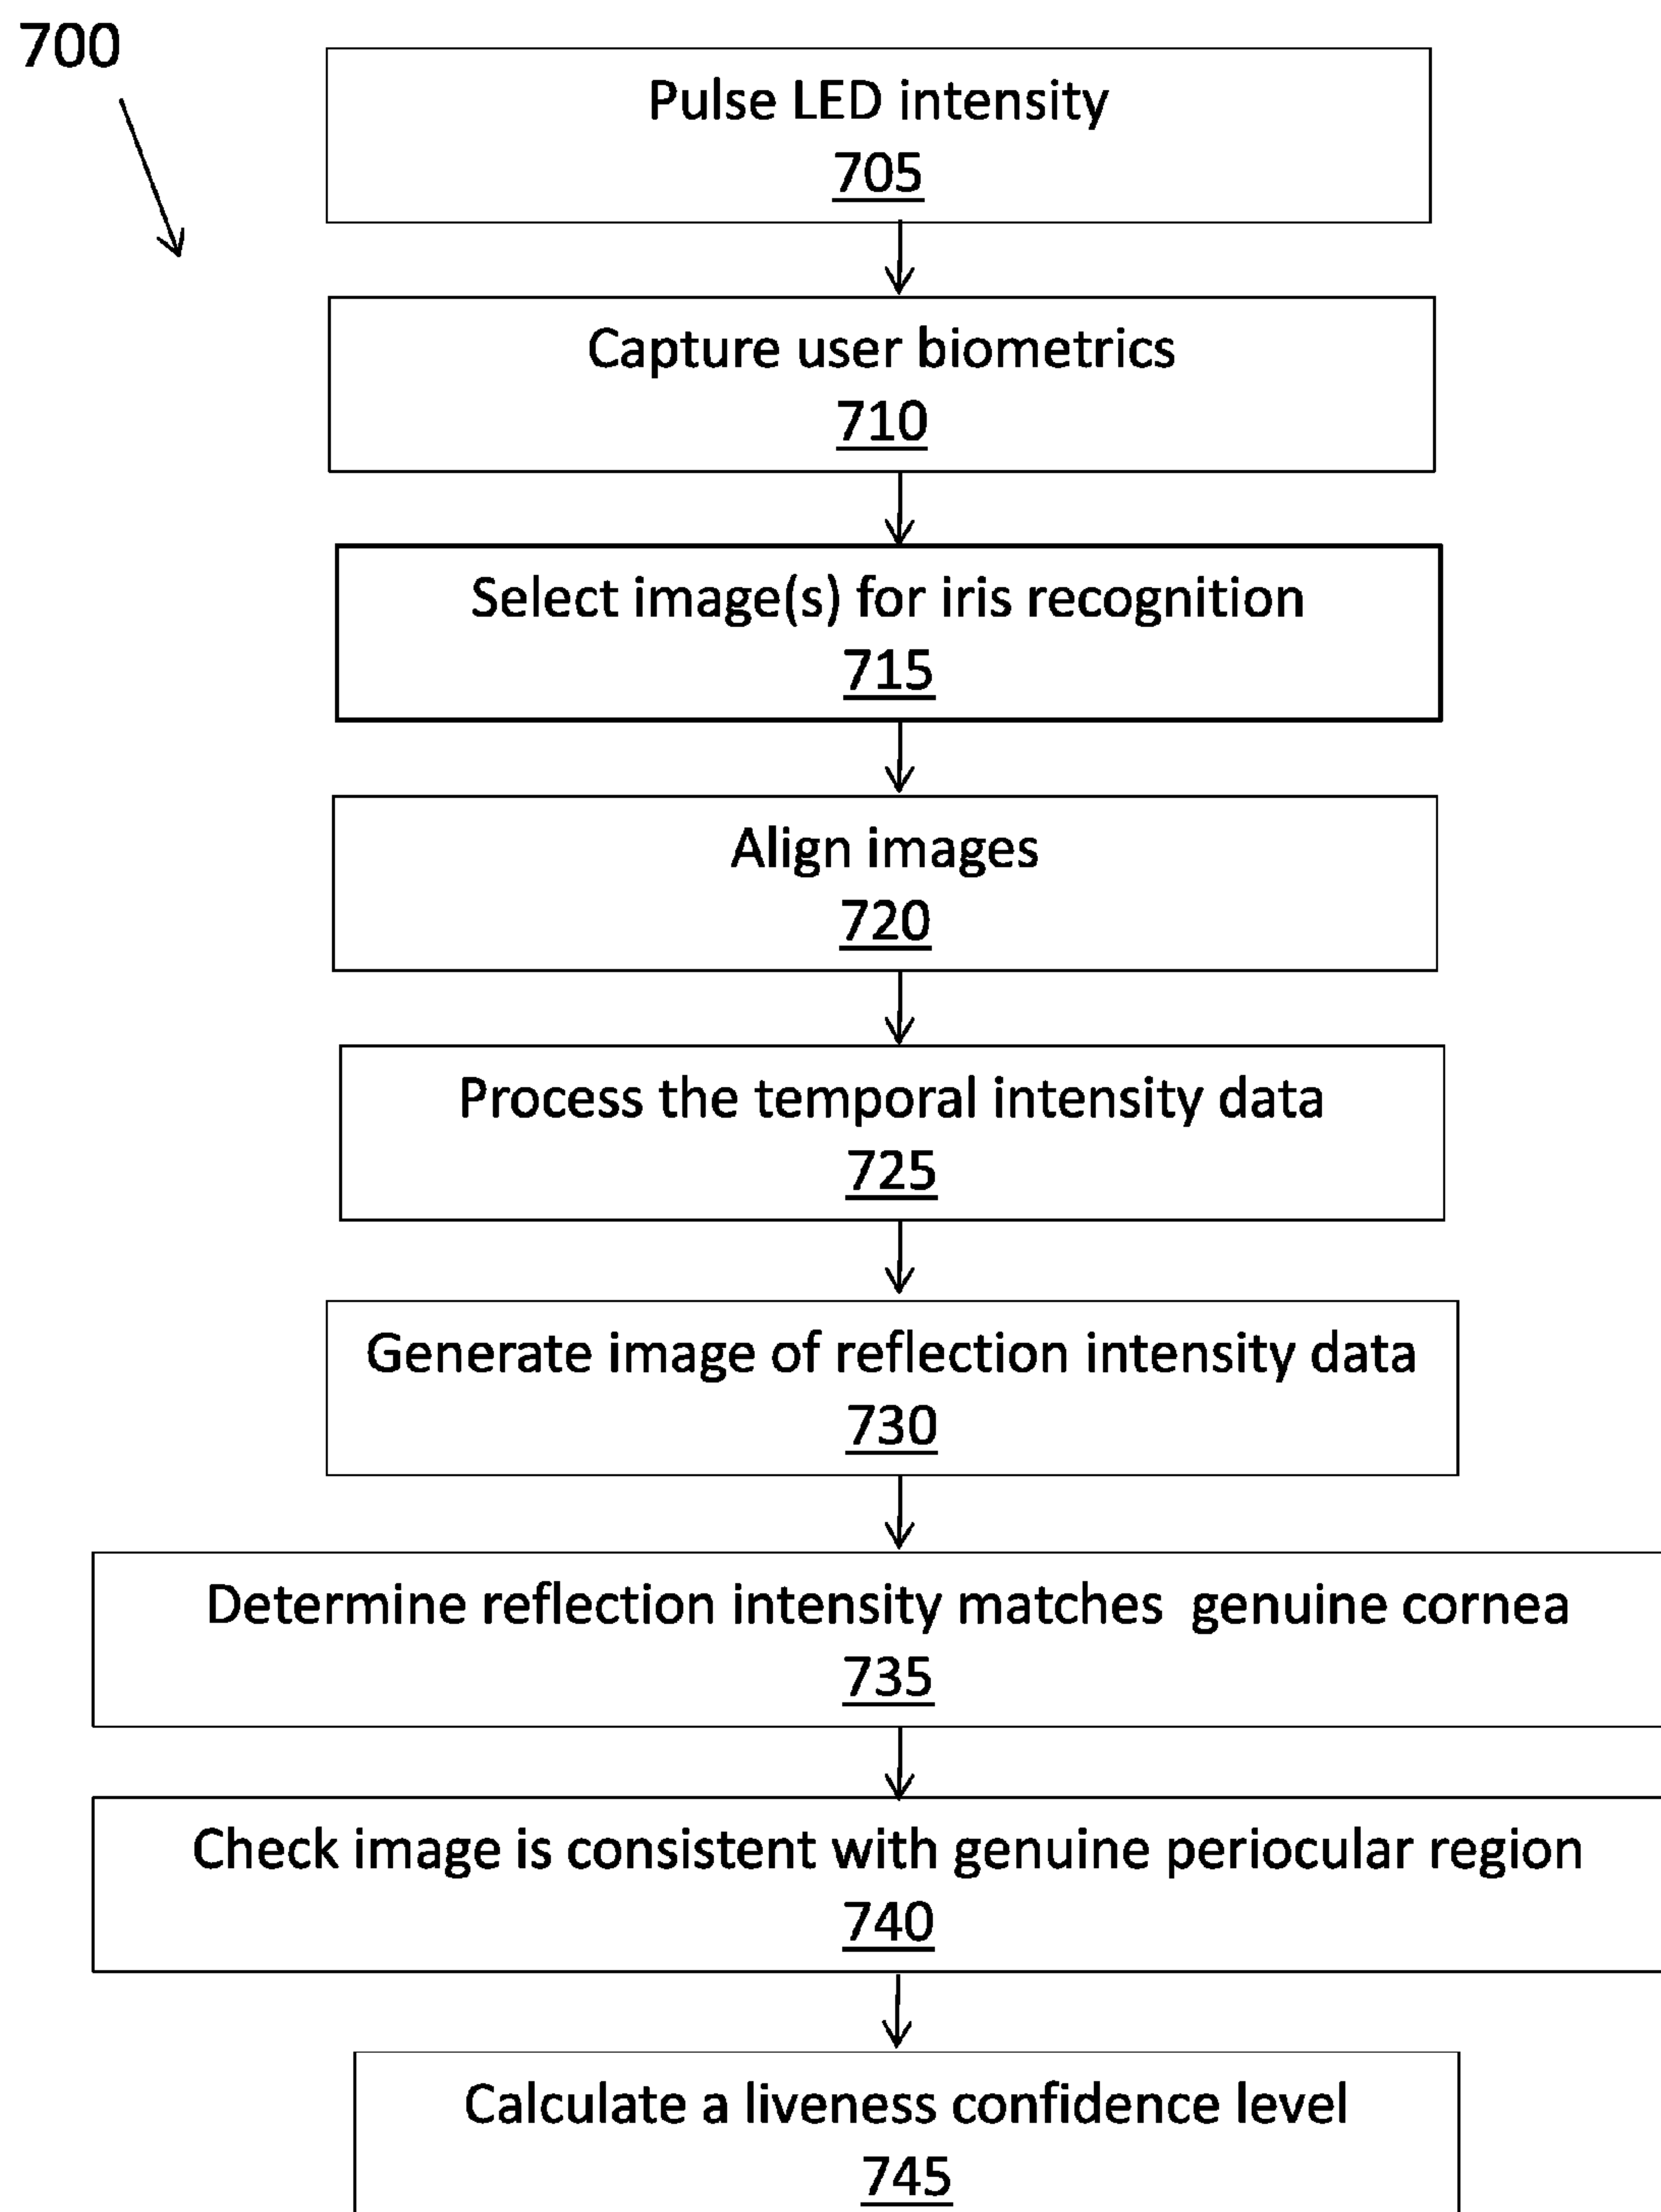 700
Pulse LED intensity
705
Capture user biometrics
710
Select image(s) for iris recognition
715
Align images
720
Process the temporal intensity data
725
Generate image of reflection intensity data
730
Determine reflection intensity matches genuine cornea
735
Check image is consistent with genuine periocular region
740
Calculate a liveness confidence level
745